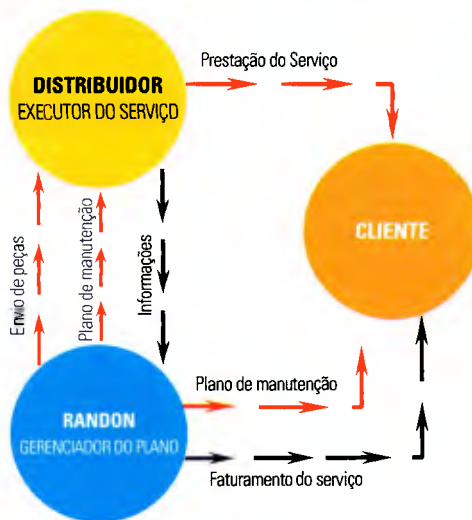 Prestação do Serviço
DISTRIBUIDOR
EXECUTOR DO SERVIÇO
CLIENTE
Envio de peças
Plano de manutenção
Informações
RANDON
GERENCIADOR DO PLANO
Plano de manutenção
Faturamento do serviço